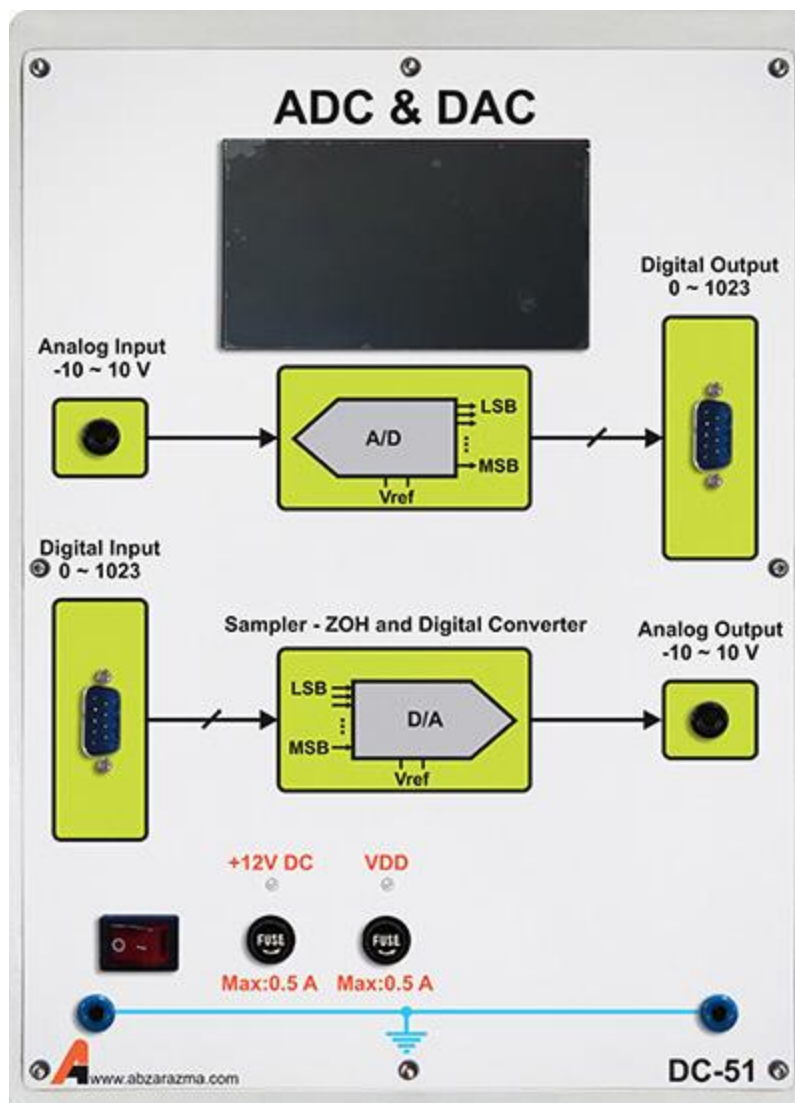 ADC & DAC
Digital Output
0 ~ 1023
Analog Input
-10 ~ 10 V
A/D
LSB
MSB
Vref
Digital Input
0 ~ 1023
Sampler - ZOH and Digital Converter
Analog Output
-10 ~ 10 V
LSB
D/A
MSB
Vref
+12V DC
VDD
FUSE
FUSE
Max:0.5 A
Max:0.5 A
www.abzarazma.com
DC-51